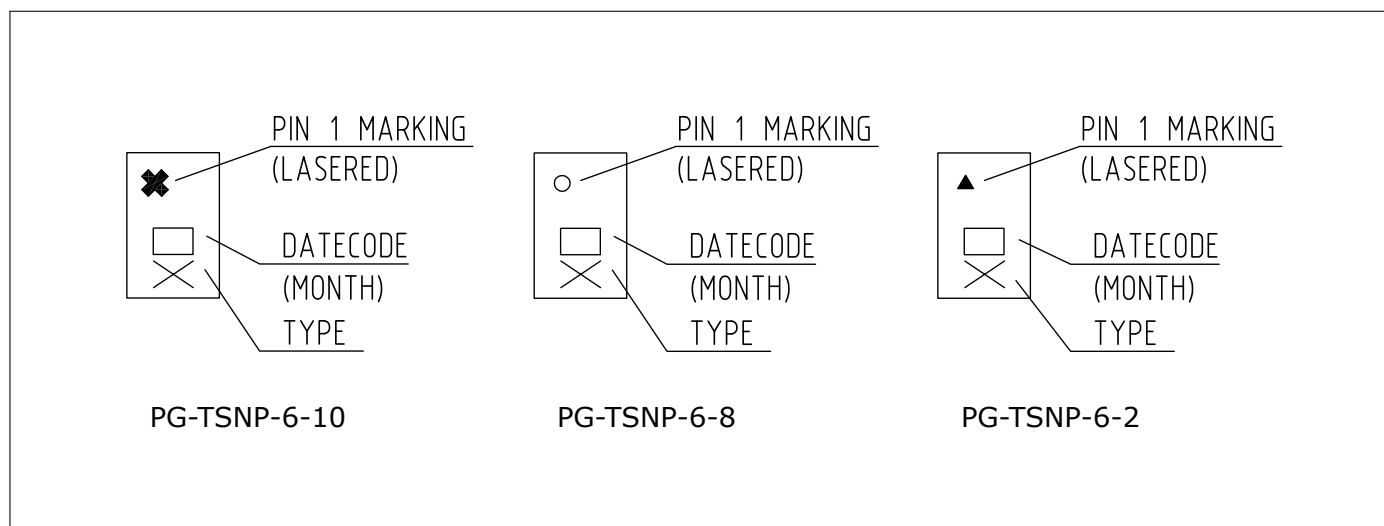 PIN 1 MARKING
(LASERED)
DATECODE
(MONTH)
TYPE
PG-TSNP-6-10
PIN 1 MARKING
(LASERED)
DATECODE
(MONTH)
TYPE
PG-TSNP-6-8
PIN 1 MARKING
(LASERED)
DATECODE
(MONTH)
TYPE
PG-TSNP-6-2